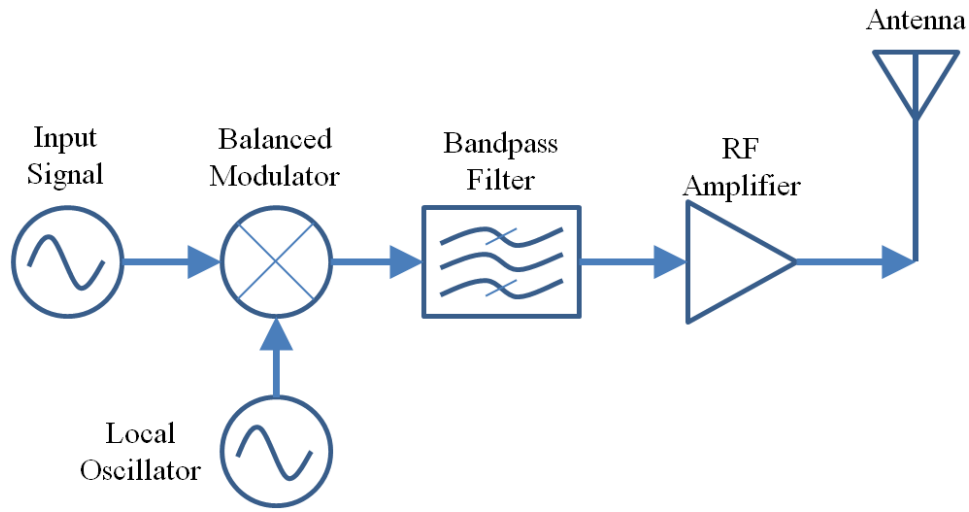 Antenna
Input
Signal
Balanced
Modulator
Bandpass
Filter
RF
Amplifier
Local
Oscillator